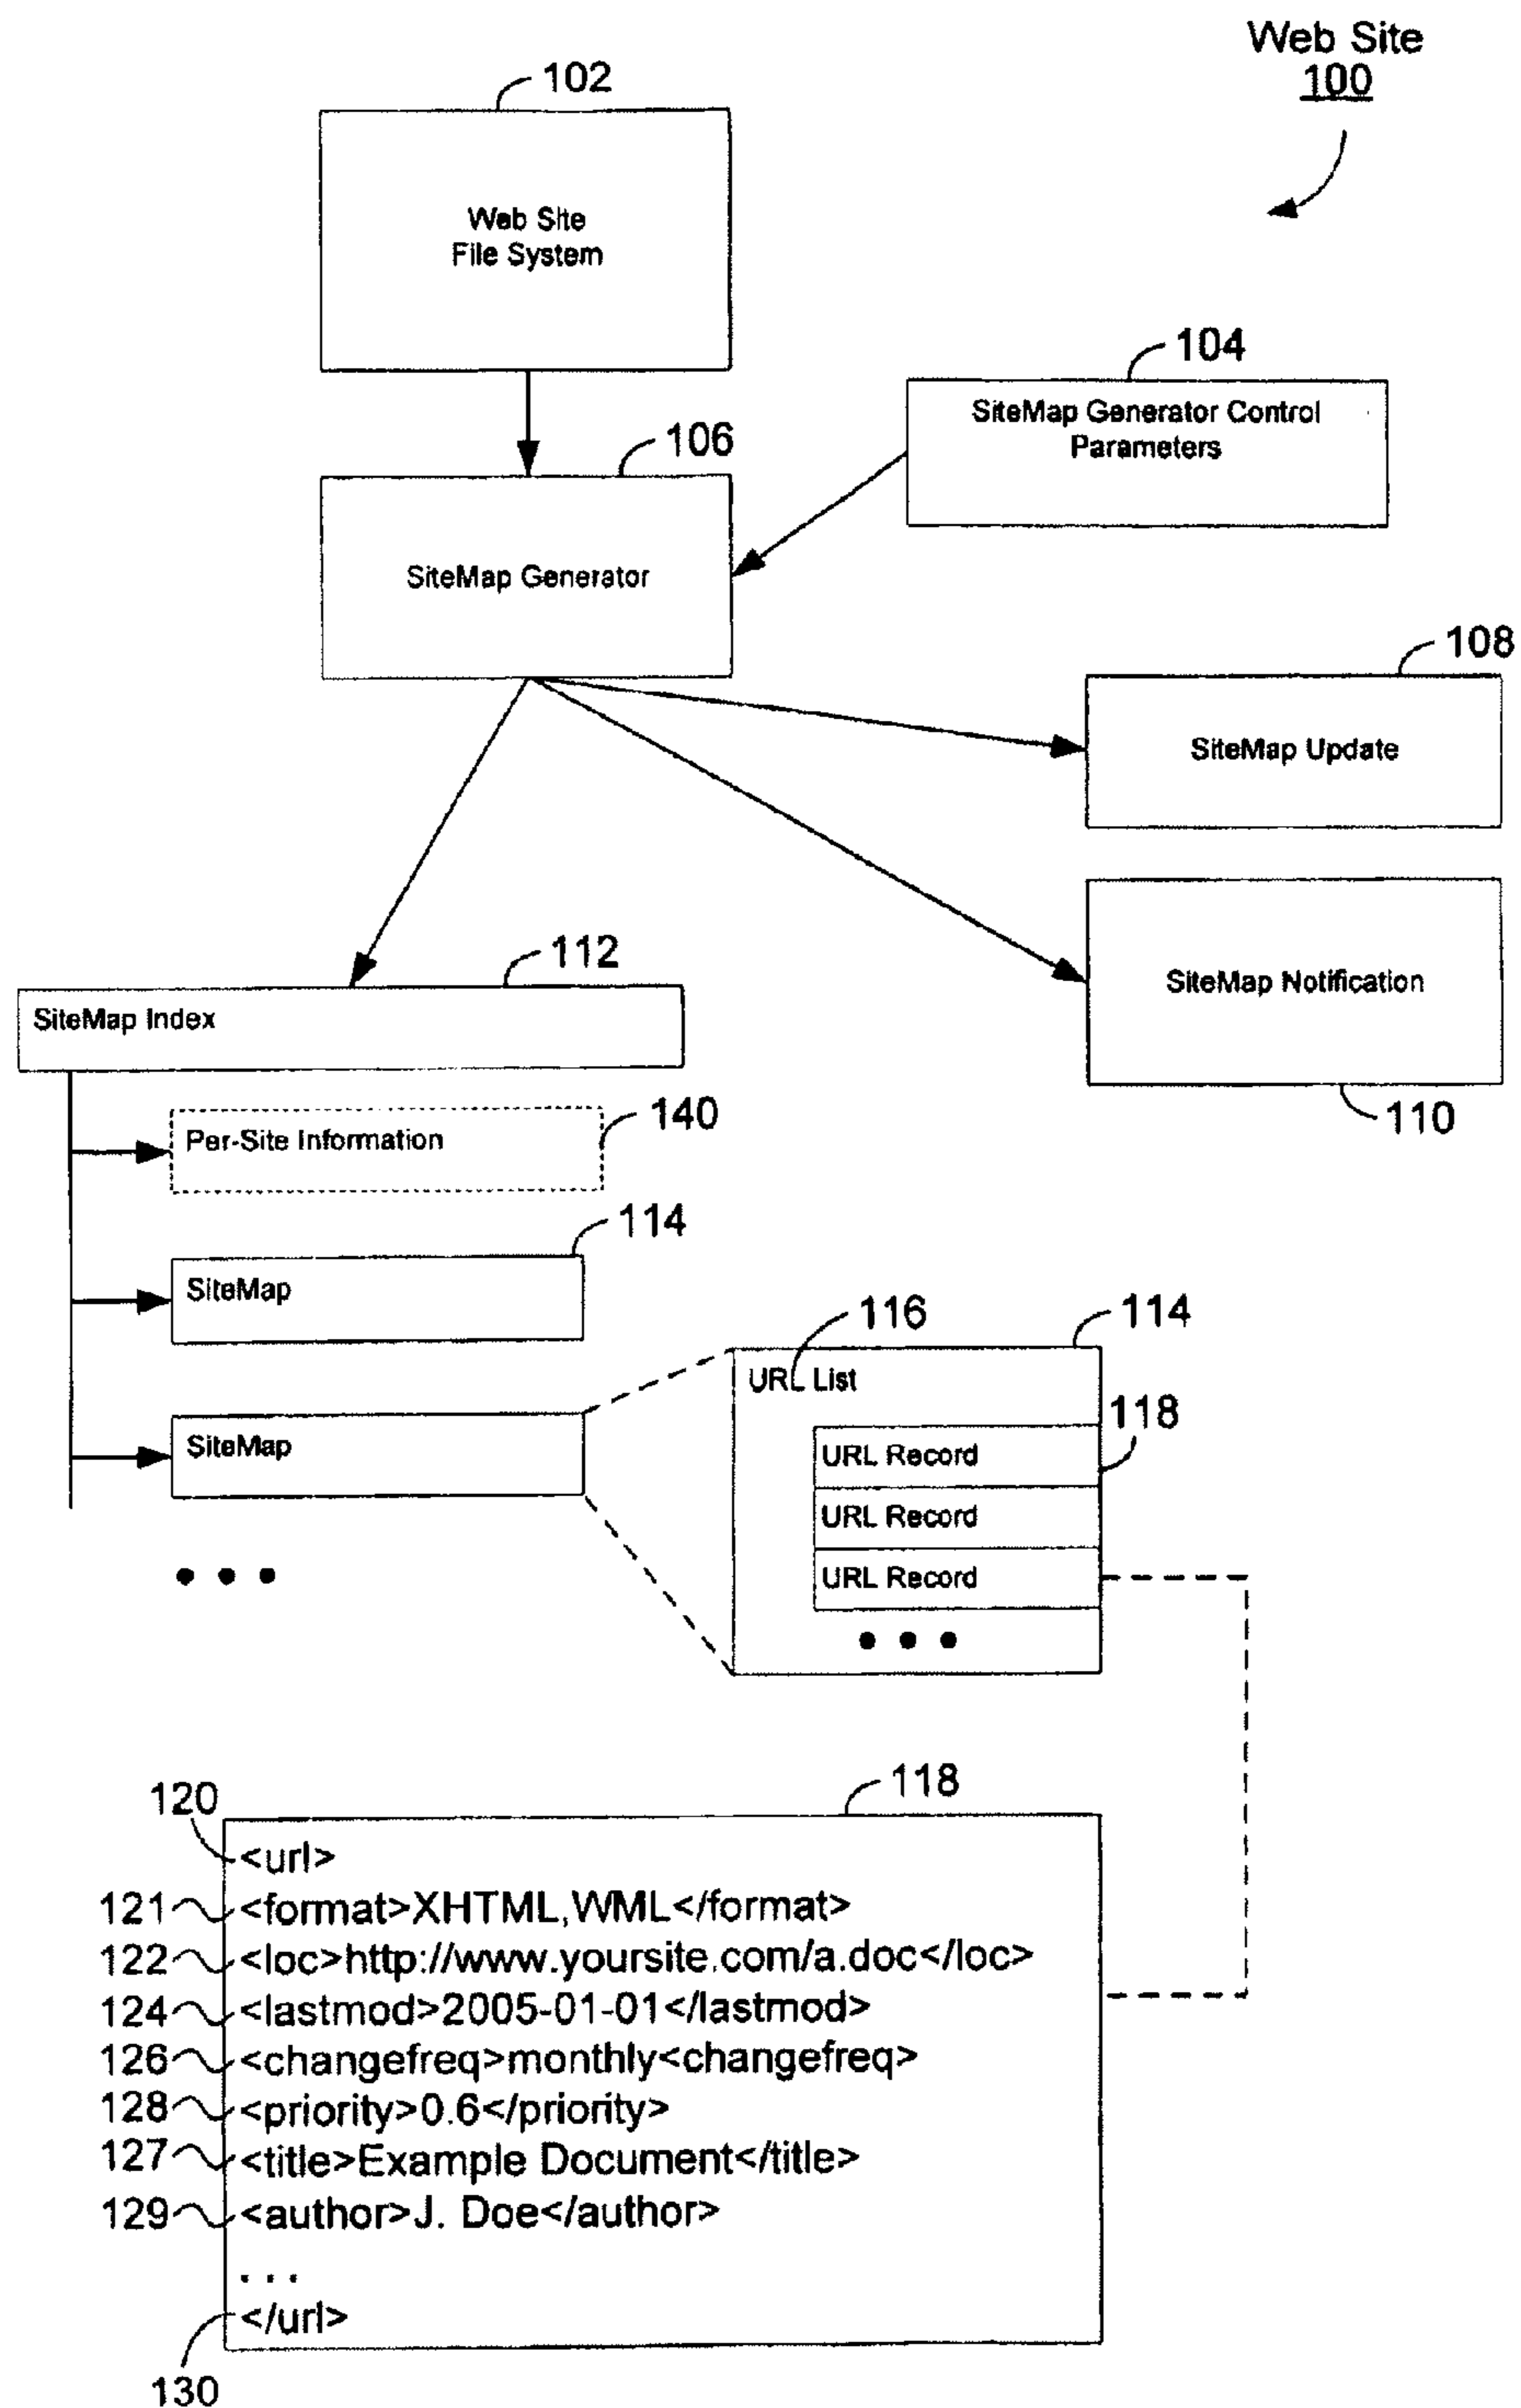 Web Site
100
102
Web Site
File System
104
SiteMap Generator Control
Parameters
106
SiteMap Generator
108
SiteMap Update
SiteMap Notification
110
112
SiteMap Index
Per-Site Information
140
114
SiteMap
SiteMap
116
114
URL List
118
URL Record
URL Record
URL Record
• • •
• • •
118
120
<url>
121 <format>XHTML,WML</format>
122 <loc>http://www.yoursite.com/a.doc</loc>
124 <lastmod>2005-01-01</lastmod>
126 <changefreq>monthly<changefreq>
128 <priority>0.6</priority>
127 <title>Example Document</title>
129 <author>J. Doe</author>
. . .
</url>
130